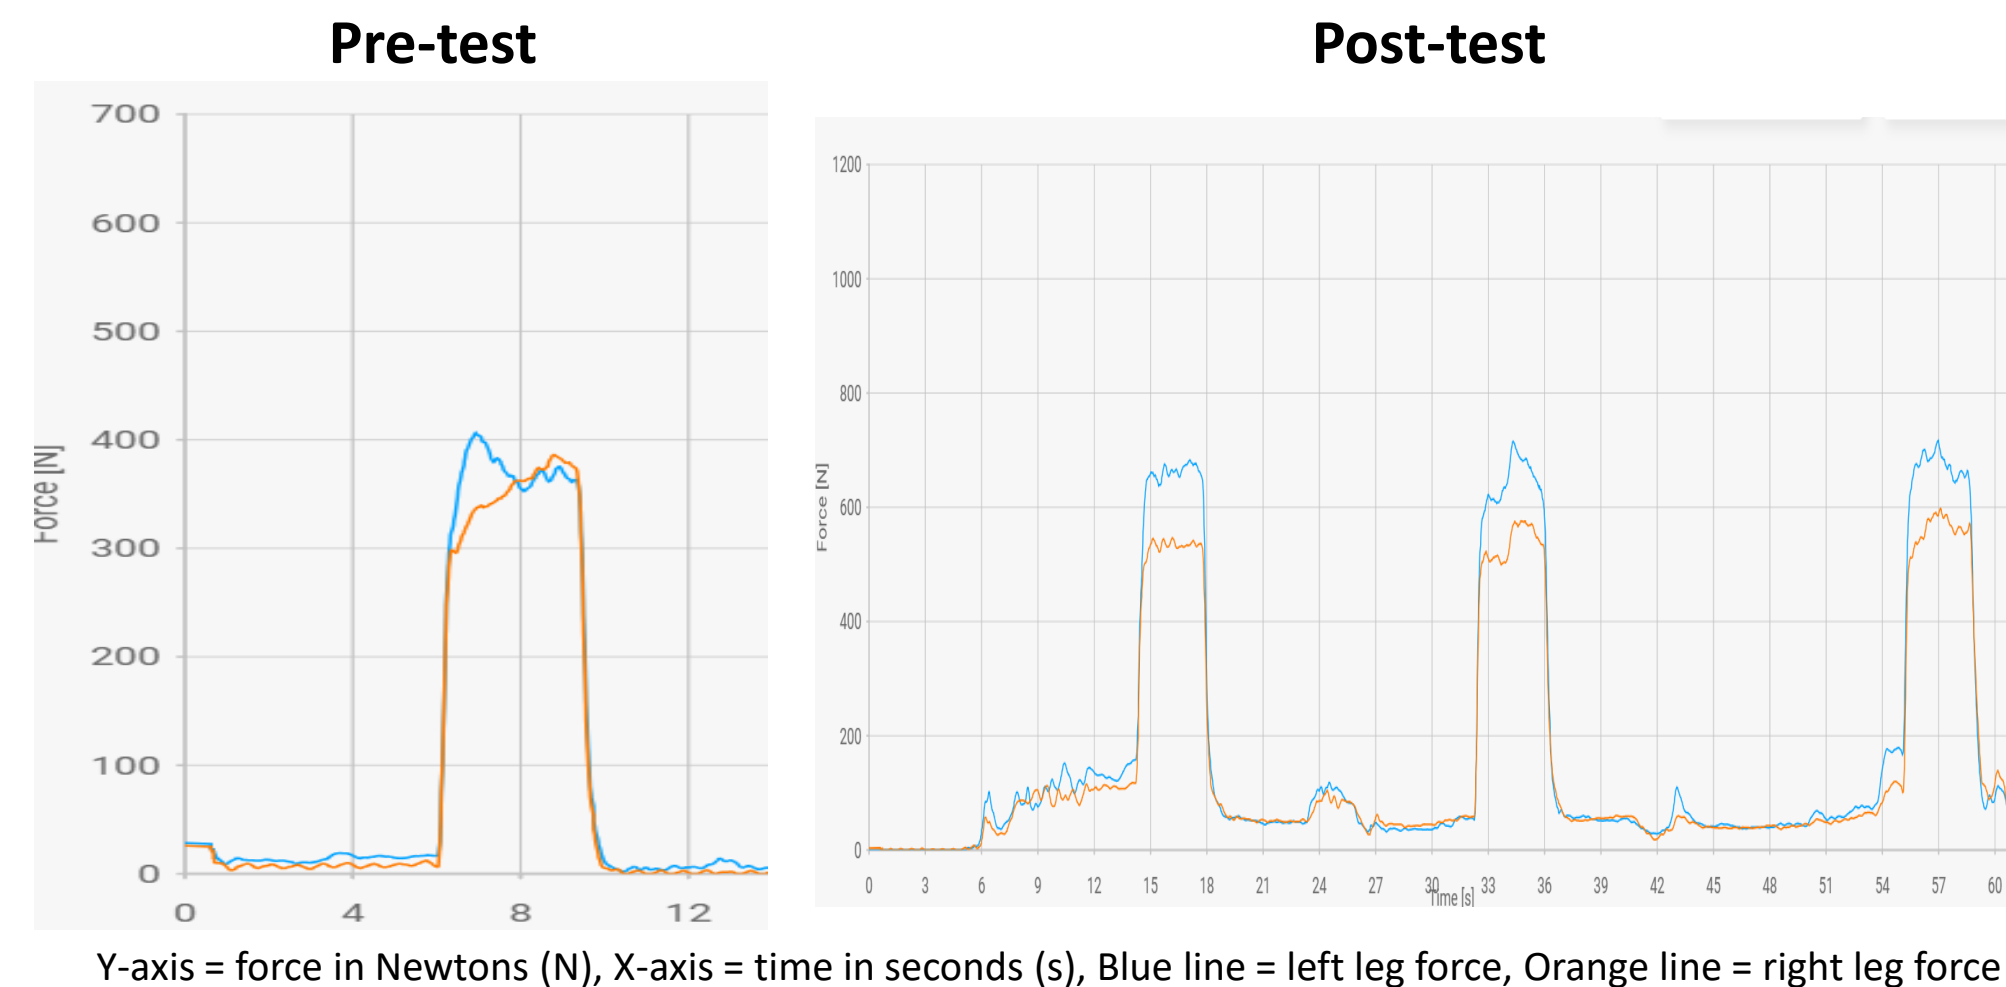 Pre-test
Post-test
700
600
500
400
300
200
100
0
Force [N]
0 4 8 12
1200
1000
800
600
400
200
0
Force [N]
0 3 6 9 12 15 18 21 24 27 30 33 36 39 42 45 48 51 54 57 60
Time [s]
Y-axis = force in Newtons (N), X-axis = time in seconds (s), Blue line = left leg force, Orange line = right leg force